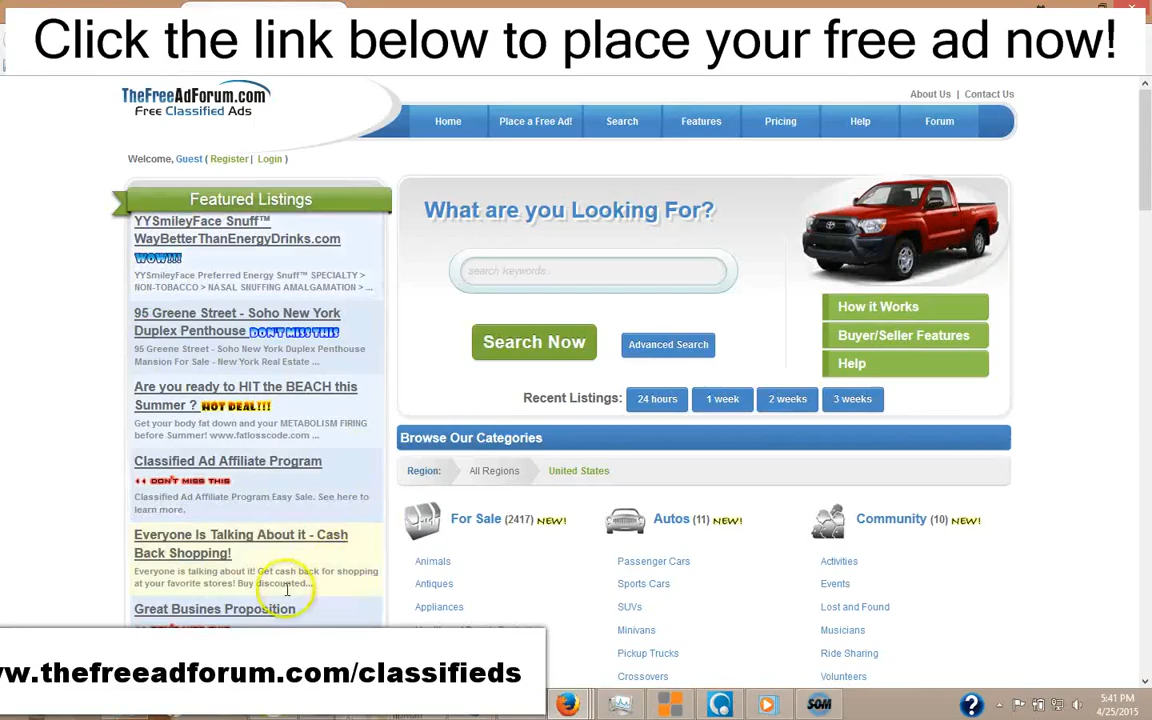 Click the link below to place your free ad now!
TheFreeAdForum.com
Free Classified Ads
About Us | Contact Us
Home
Place a Free Ad!
Search
Features
Pricing
Help
Forum
Welcome, Guest ( Register | Login )
Featured Listings
YYSmileyFace Snuff™
WayBetterThanEnergyDrinks.com
WOW!!!
YYSmileyFace Preferred Energy Snuff™ SPECIALTY >
NON-TOBACCO > NASAL SNUFFING AMALGAMATION > ...
95 Greene Street - Soho New York
Duplex Penthouse DON'T MISS THIS
95 Greene Street - Soho New York Duplex Penthouse
Mansion For Sale - New York Real Estate ...
Are you ready to HIT the BEACH this
Summer ? HOT DEAL!!!
Get your body fat down and your METABOLISM FIRING
before Summer! www.fatlosscode.com ...
Classified Ad Affiliate Program
DON'T MISS THIS
Classified Ad Affiliate Program Easy Sale. See here to
learn more.
Everyone Is Talking About it - Cash
Back Shopping!
Everyone is talking about it! Get cash back for shopping
at your favorite stores! Buy discounted...
Great Busines Proposition
What are you Looking For?
search keywords..
Search Now
Advanced Search
How it Works
Buyer/Seller Features
Help
Recent Listings: 24 hours 1 week 2 weeks 3 weeks
Browse Our Categories
Region: All Regions United States
For Sale (2417) NEW!
Animals
Antiques
Appliances
Autos (11) NEW!
Passenger Cars
Sports Cars
SUVs
Minivans
Pickup Trucks
Crossovers
Community (10) NEW!
Activities
Events
Lost and Found
Musicians
Ride Sharing
Volunteers
w.thefreeadforum.com/classifieds
SOM
5:41 PM
4/25/2015